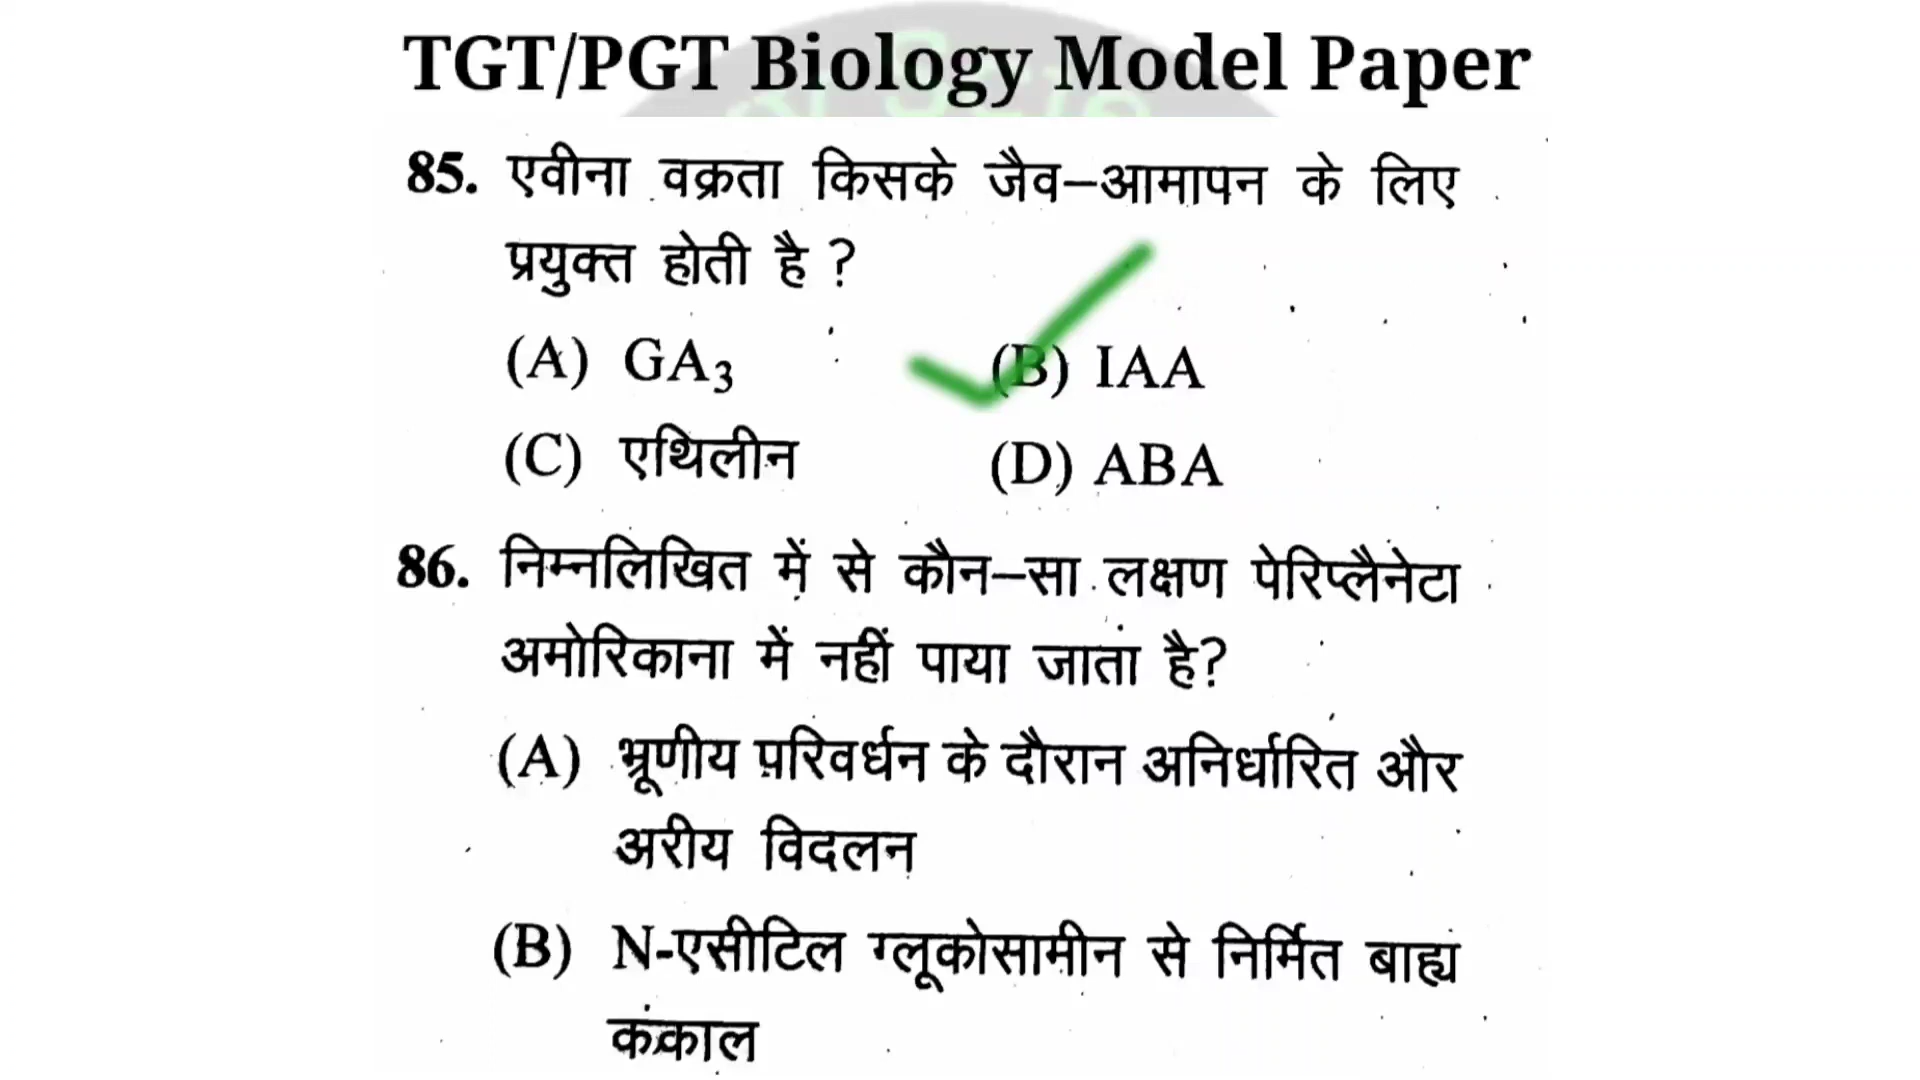 TGT/PGT Biology Model Paper
85. एवीना वक्रता किसके जैव–आमापन के लिए
प्रयुक्त होती है ?
(A) GA₃ (B) IAA
(C) एथिलीन (D) ABA
86. निम्नलिखित में से कौन–सा लक्षण पेरिप्लैनेटा
अमोरिकाना में नहीं पाया जाता है?
(A) भ्रूणीय परिवर्धन के दौरान अनिर्धारित और
अरीय विदलन
(B) N-एसीटिल ग्लूकोसामीन से निर्मित बाह्य
कंकाल